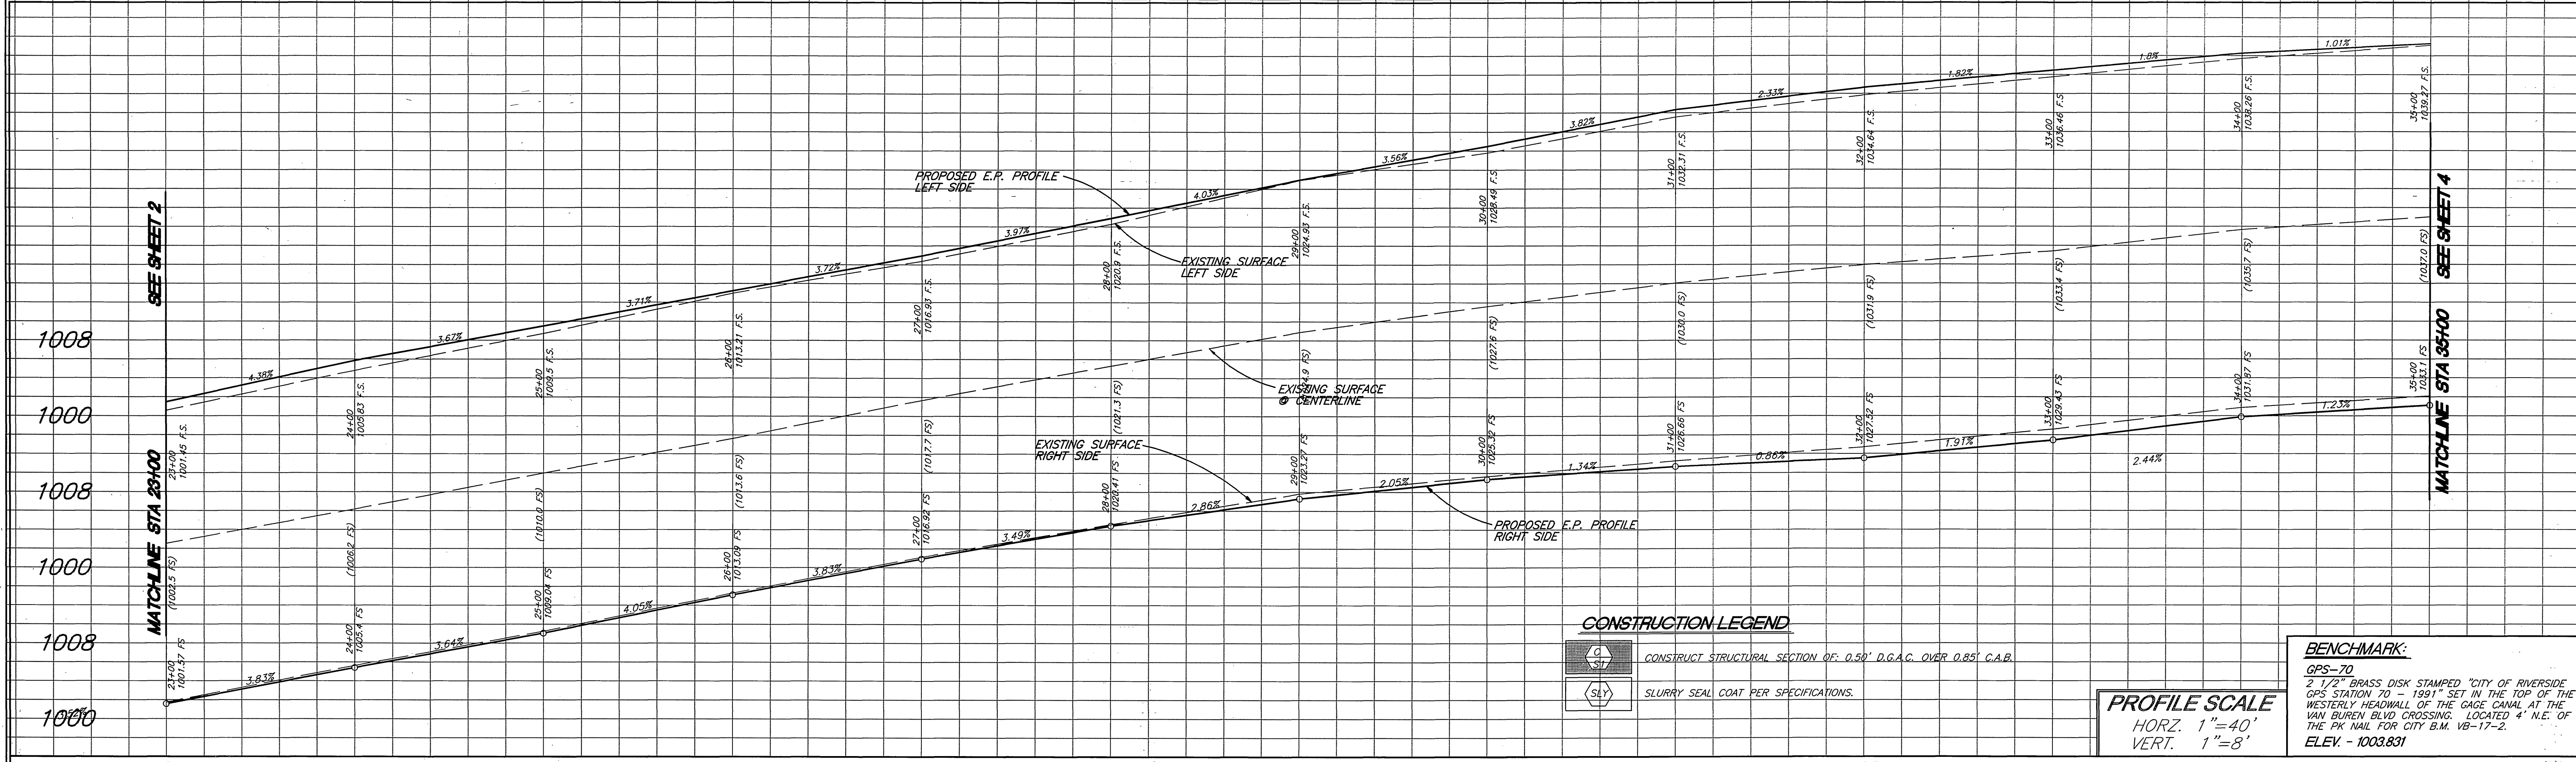 1.01%
1.8%
1.82%
2.33%
3.82%
3.56%
4.03%
3.97%
3.72%
3.71%
3.67%
4.38%
35+00
1039.27 F.S.
34+00
1038.26 F.S.
33+00
1036.46 F.S.
32+00
1034.64 F.S.
31+00
1032.31 F.S.
30+00
1028.49 F.S.
29+00
1024.93 F.S.
28+00
1020.9 F.S.
27+00
1016.93 F.S.
26+00
1013.21 F.S.
25+00
1009.5 F.S.
24+00
1005.83 F.S.
23+00
1001.45 F.S.
PROPOSED E.P. PROFILE
LEFT SIDE
EXISTING SURFACE
LEFT SIDE
EXISTING SURFACE
@ CENTERLINE
EXISTING SURFACE
RIGHT SIDE
PROPOSED E.P. PROFILE
RIGHT SIDE
MATCHLINE STA 23+00 SEE SHEET 2
MATCHLINE STA 35+00 SEE SHEET 4
1008
1000
1008
1000
1008
1000
(1002.5 FS)
(1006.2 FS)
(1010.0 FS)
(1013.6 FS)
(1017.7 FS)
(1021.3 FS)
FS)
(1027.6 FS)
(1030.0 FS)
(1031.9 FS)
(1033.4 FS)
(1035.7 FS)
(1037.0 FS)
23+00
1001.57 FS
24+00
1005.4 FS
25+00
1009.04 FS
26+00
1013.09 FS
27+00
1016.92 FS
28+00
1020.41 FS
29+00
1023.27 FS
30+00
1025.32 FS
31+00
1026.66 FS
32+00
1027.52 FS
33+00
1029.43 FS
34+00
1031.87 FS
35+00
1033.1 FS
3.83%
3.64%
4.05%
3.83%
3.49%
2.86%
2.05%
1.34%
0.86%
1.91%
2.44%
1.23%
CONSTRUCTION LEGEND
C
S1
CONSTRUCT STRUCTURAL SECTION OF: 0.50' D.G.A.C. OVER 0.85' C.A.B.
SLY
SLURRY SEAL COAT PER SPECIFICATIONS.
PROFILE SCALE
HORZ. 1"=40'
VERT. 1"=8'
BENCHMARK:
GPS-70
2 1/2" BRASS DISK STAMPED "CITY OF RIVERSIDE
GPS STATION 70 - 1991" SET IN THE TOP OF THE
WESTERLY HEADWALL OF THE GAGE CANAL AT THE
VAN BUREN BLVD CROSSING. LOCATED 4' N.E. OF
THE PK NAIL FOR CITY B.M. VB-17-2.
ELEV. - 1003.831